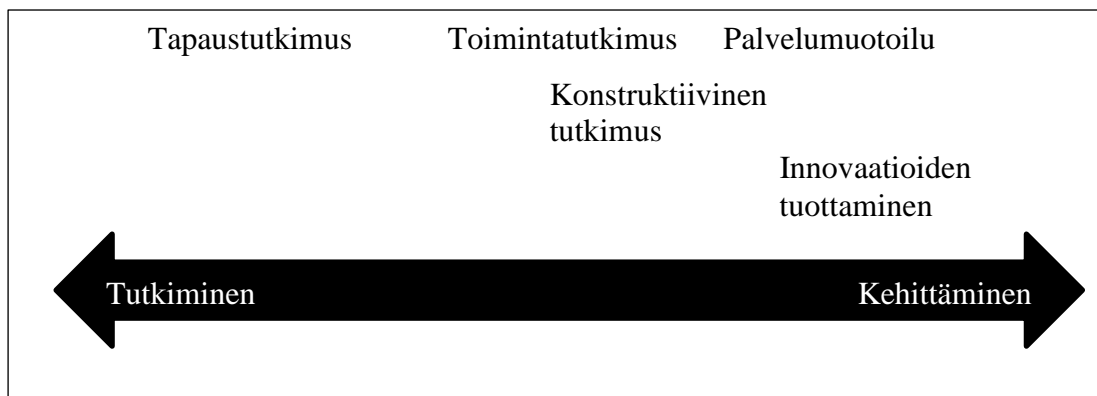 Tapaustutkimus
Toimintatutkimus
Palvelumuotoilu
Konstruktiivinen
tutkimus
Innovaatioiden
tuottaminen
Tutkiminen
Kehittäminen